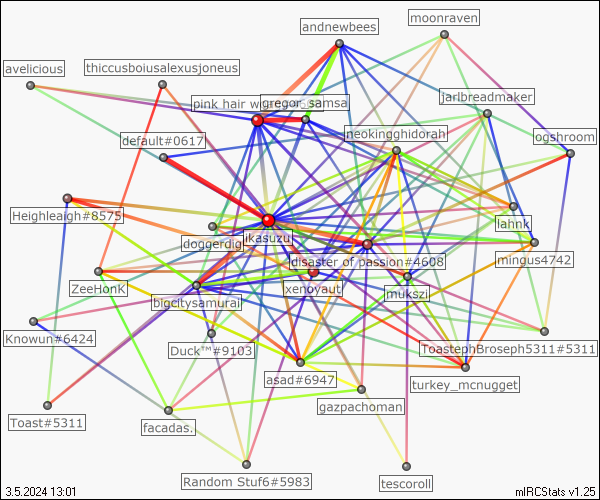 moonraven
andnewbees
avelicious
thiccusboiusalexusjoneus
jarlbreadmaker
pink hair w
gregor_samsa
neokingghidorah
ogshroom
default#0617
Heighleigh#8575
lahnk
doggerdig
ikasuzu
mingus4742
disaster of passion#4608
ZeeHonK
xenoyaut
mukszi
bigcitysamurai
Knowun#6424
Duck™#9103
ToastephBroseph5311#5311
asad#6947
turkey_mcnugget
gazpachoman
Toast#5311
facadas.
Random Stuf6#5983
tescoroll
3.5.2024 13:01
mIRCStats v1.25